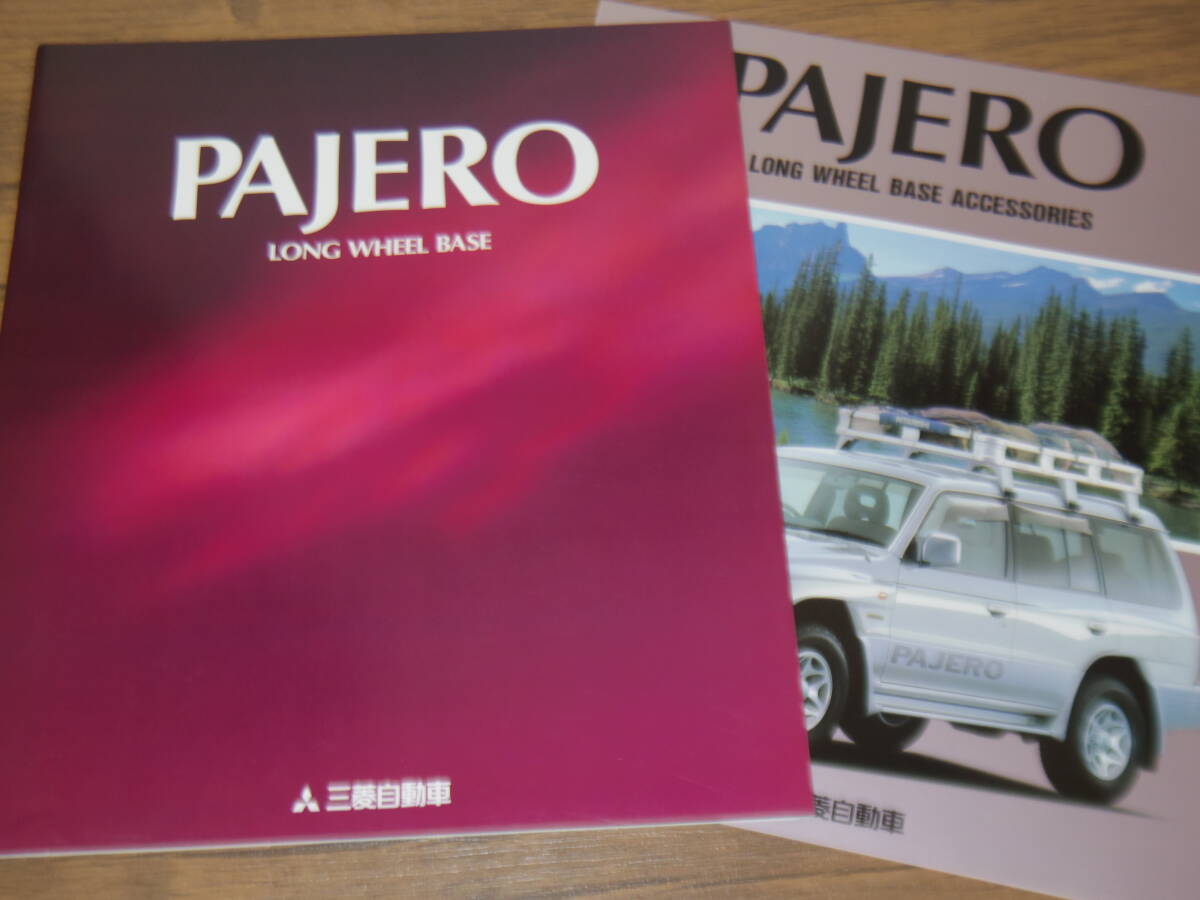 PAJERO
LONG WHEEL BASE
三菱自動車
PAJERO
LONG WHEEL BASE ACCESSORIES
PAJERO
菱自動車